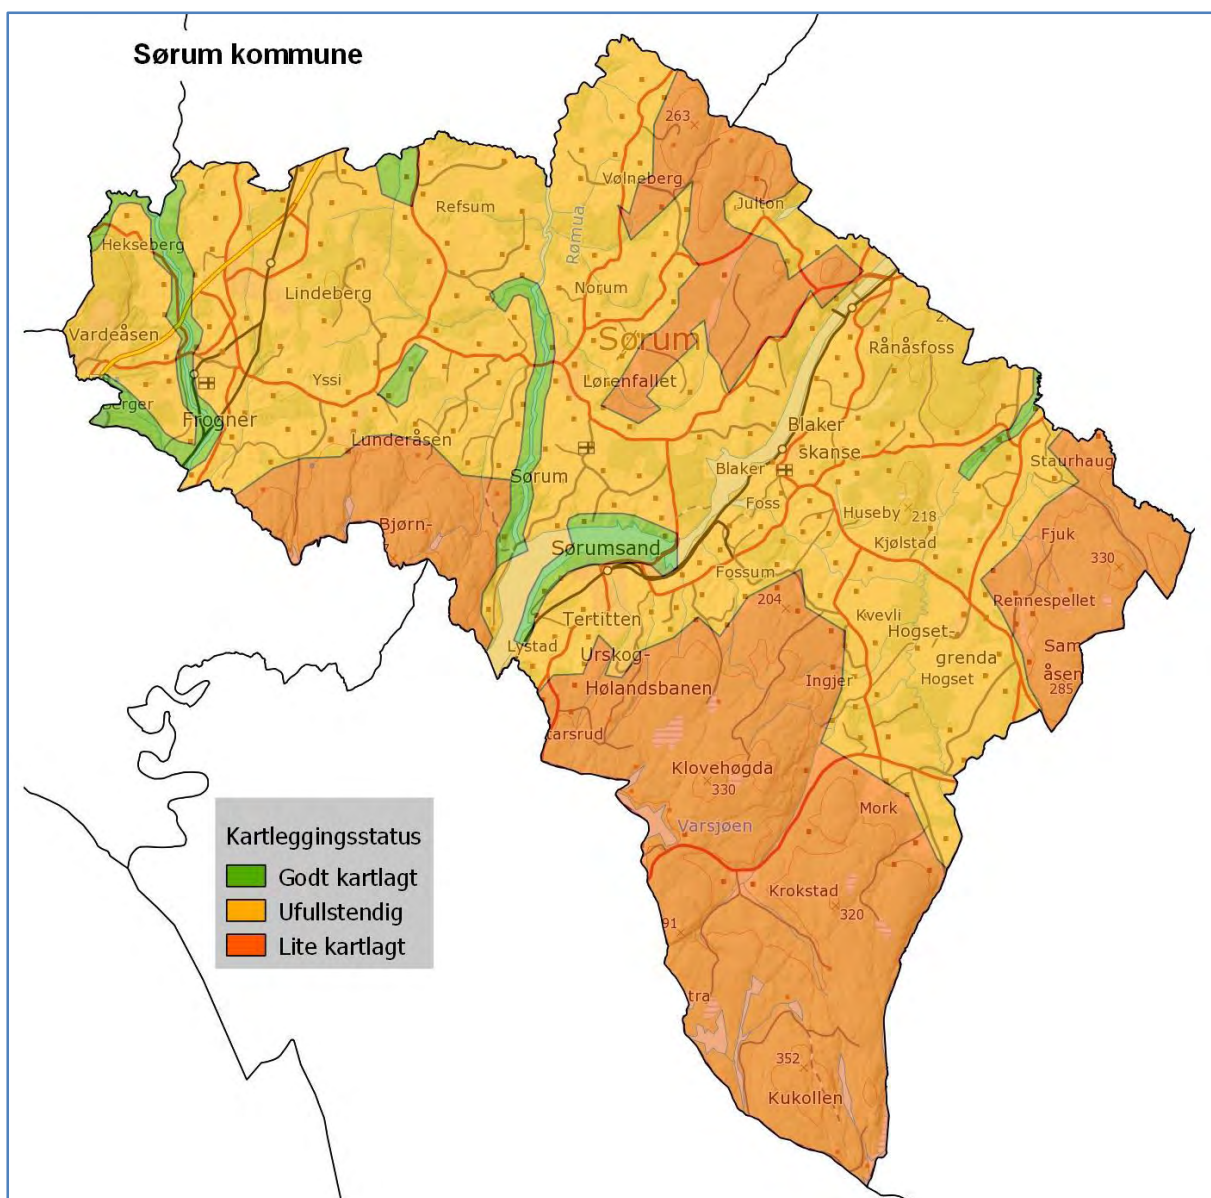 Sørum kommune
263
Vølneberg
Julton
Refsum
Rømua
Hekseberg
Lindeberg
Norum
Vardeåsen
Sørum
Rånåsfoss
Yssi
Lørenfallet
Frogner
Lunderåsen
Blaker
skanse
Sørum
Blaker
Staurhaug
Foss
Huseby
218
Bjørn-
Kjølstad
Fjuk
330
Sørumsand
Fossum
204
Rennespellet
Tertitten
Kvevli
Hogset-
Lystad
Urskog-
grenda
Sam
Hølandsbanen
Ingjer
Hogset
åsen
285
tarsrud
Klovehøgda
330
Mork
Varsjøen
Kartleggingsstatus
Godt kartlagt
Ufullstendig
Lite kartlagt
Krokstad
320
91
tra
352
Kukollen